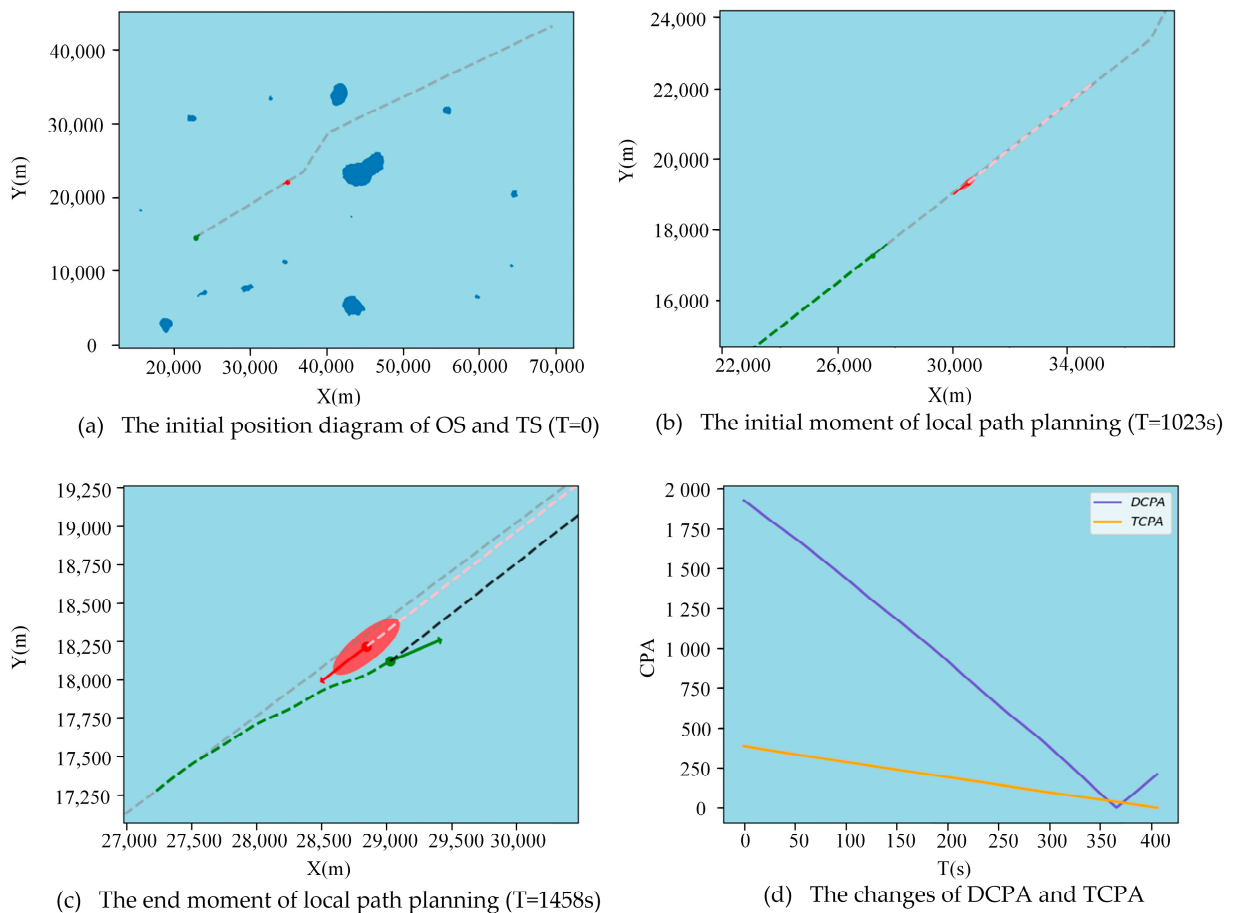 40,000
30,000
20,000
10,000
0
Y(m)
20,000 30,000 40,000 50,000 60,000 70,000
X(m)
(a) The initial position diagram of OS and TS (T=0)
24,000
22,000
20,000
18,000
16,000
Y(m)
22,000 26,000 30,000 34,000
X(m)
(b) The initial moment of local path planning (T=1023s)
19,250
19,000
18,750
18,500
18,250
18,000
17,750
17,500
17,250
Y(m)
27,000 27,500 28,000 28,500 29,000 29,500 30,000
X(m)
(c) The end moment of local path planning (T=1458s)
2 000
1 750
1 500
1 250
1 000
750
500
250
0
CPA
DCPA
TCPA
0 50 100 150 200 250 300 350 400
T(s)
(d) The changes of DCPA and TCPA